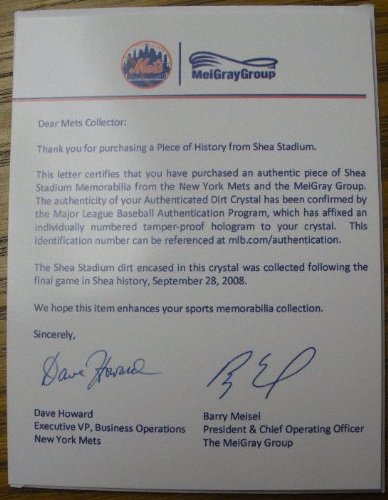 Mets
MeiGrayGroup
Dear Mets Collector:
Thank you for purchasing a Piece of History from Shea Stadium.
This letter certifies that you have purchased an authentic piece of Shea
Stadium Memorabilia from the New York Mets and the MeiGray Group.
The authenticity of your Authenticated Dirt Crystal has been confirmed by
the Major League Baseball Authentication Program, which has affixed an
individually numbered tamper-proof hologram to your crystal. This
identification number can be referenced at mlb.com/authentication.
The Shea Stadium dirt encased in this crystal was collected following the
final game in Shea history, September 28, 2008.
We hope this item enhances your sports memorabilia collection.
Sincerely,
Dave Howard
Dave Howard
Executive VP, Business Operations
New York Mets
Barry Meisel
President & Chief Operating Officer
The MeiGray Group